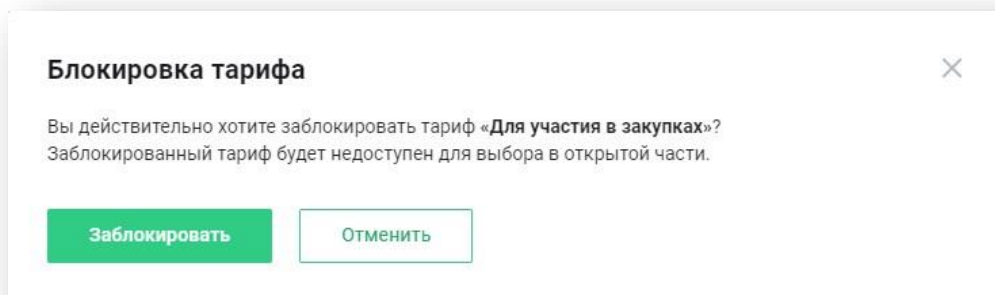 Блокировка тарифа
Вы действительно хотите заблокировать тариф «Для участия в закупках»?
Заблокированный тариф будет недоступен для выбора в открытой части.
Заблокировать
Отменить